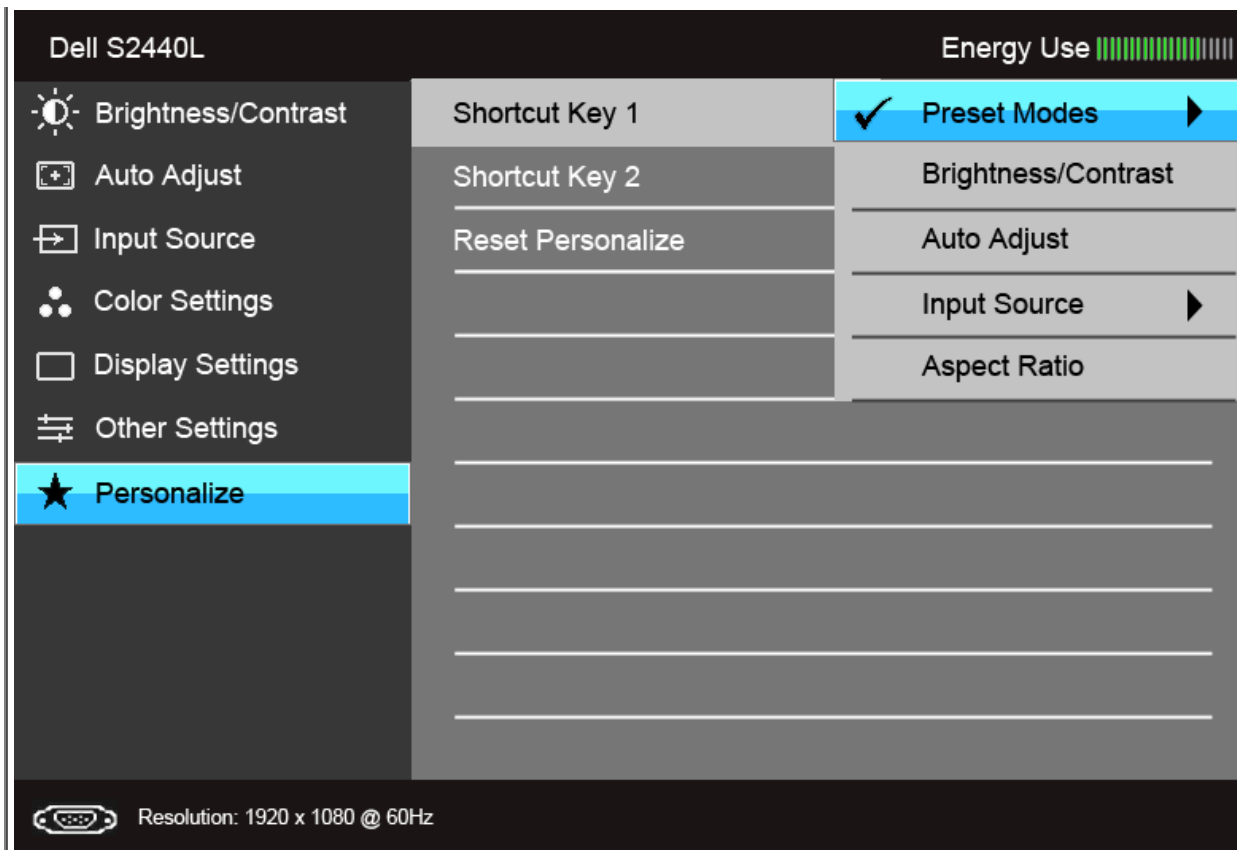 Dell S2440L Energy Use
Brightness/Contrast Shortcut Key 1 Preset Modes
Auto Adjust Shortcut Key 2 Brightness/Contrast
Input Source Reset Personalize Auto Adjust
Color Settings Input Source
Display Settings Aspect Ratio
Other Settings
Personalize
Resolution: 1920 x 1080 @ 60Hz